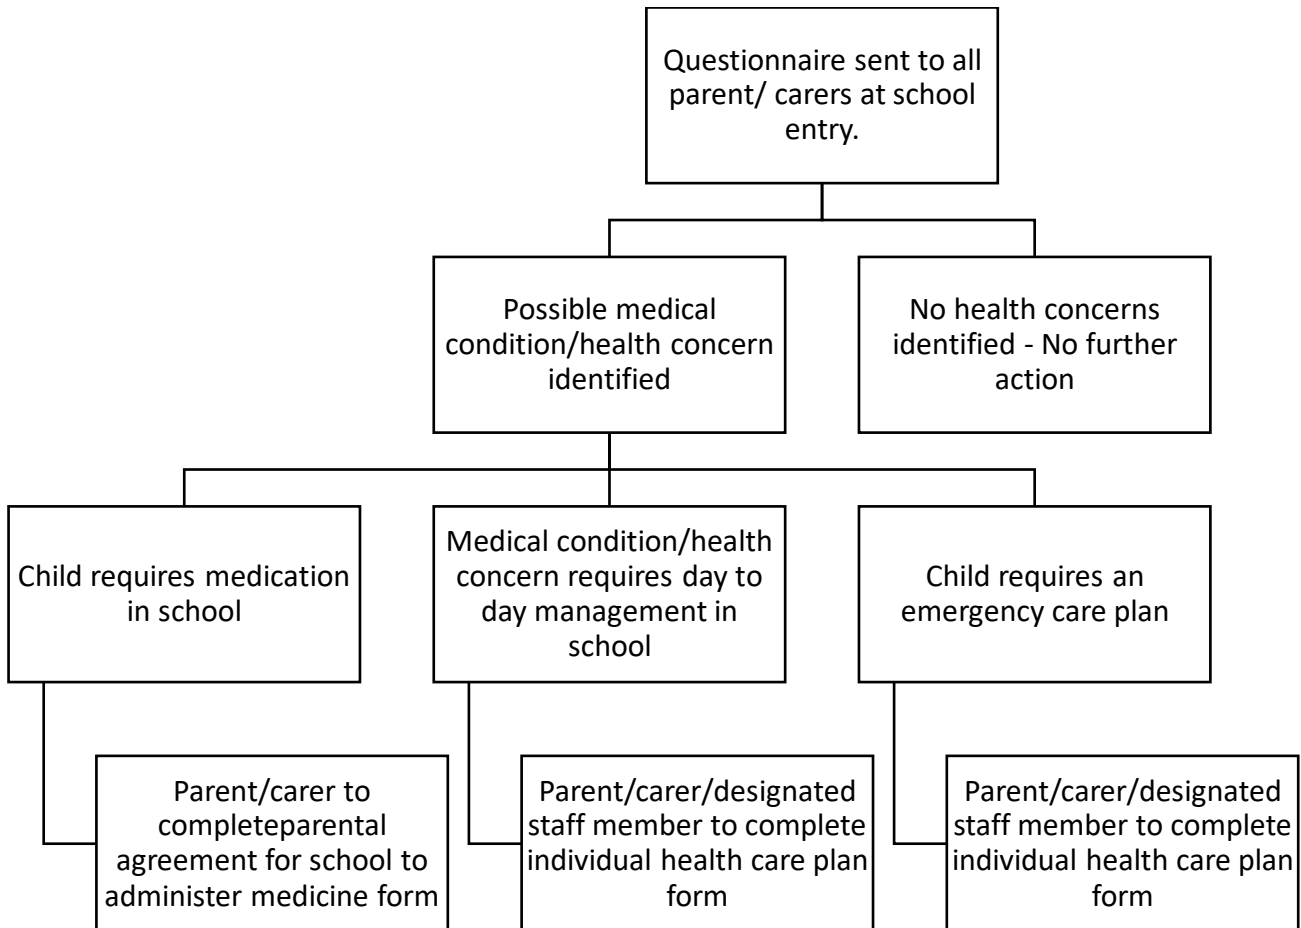 Questionnaire sent to all
parent/ carers at school
entry.
Possible medical
condition/health concern
identified
No health concerns
identified - No further
action
Child requires medication
in school
Medical condition/health
concern requires day to
day management in
school
Child requires an
emergency care plan
Parent/carer to
completeparental
agreement for school to
administer medicine form
Parent/carer/designated
staff member to complete
individual health care plan
form
Parent/carer/designated
staff member to complete
individual health care plan
form